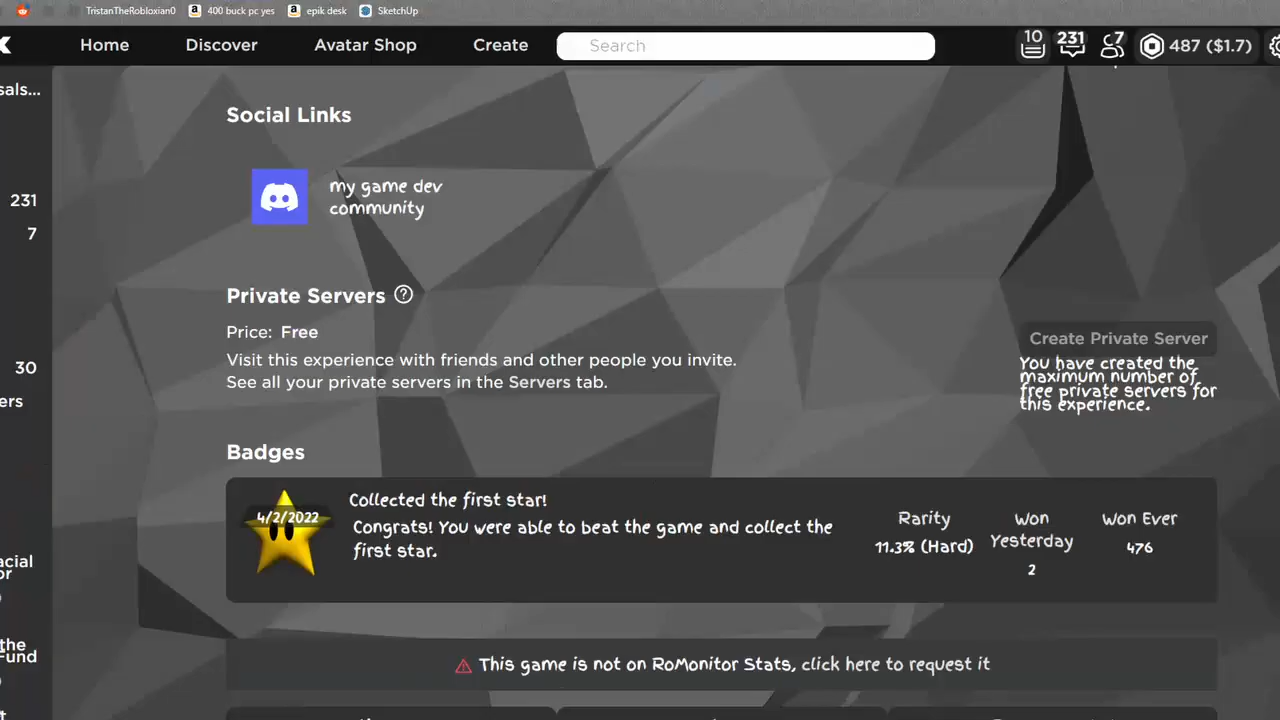 TristanTheRobloxian0 400 buck pc yes epik desk SketchUp
Home Discover Avatar Shop Create Search 10 231 7 487 ($1.7)
sals...
231
7
30
ers
acial
or
the
Fund
Social Links
my game dev
community
Private Servers
Price: Free
Visit this experience with friends and other people you invite.
See all your private servers in the Servers tab.
Create Private Server
You have created the
maximum number of
free private servers for
this experience.
Badges
4/2/2022
Collected the first star!
Congrats! You were able to beat the game and collect the
first star.
Rarity
11.3% (Hard)
Won
Yesterday
2
Won Ever
476
This game is not on RoMonitor Stats, click here to request it